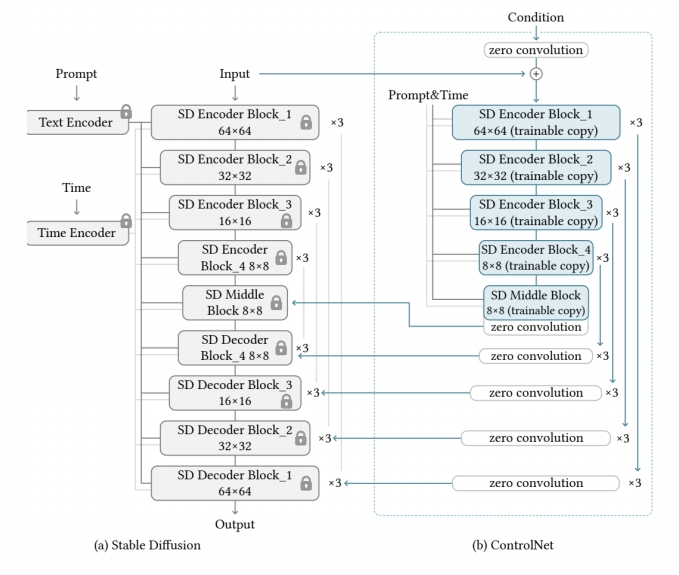 Condition
zero convolution
Prompt
Input
+
Prompt&Time
Text Encoder
SD Encoder Block_1
64×64
×3
SD Encoder Block_1
64×64 (trainable copy)
×3
SD Encoder Block_2
32×32
×3
SD Encoder Block_2
32×32 (trainable copy)
×3
Time
SD Encoder Block_3
16×16
×3
SD Encoder Block_3
16×16 (trainable copy)
×3
Time Encoder
SD Encoder
Block_4 8×8
×3
SD Encoder Block_4
8×8 (trainable copy)
×3
SD Middle
Block 8×8
SD Middle Block
8×8 (trainable copy)
zero convolution
SD Decoder
Block_4 8×8
×3
zero convolution
×3
SD Decoder Block_3
16×16
×3
zero convolution
×3
SD Decoder Block_2
32×32
×3
zero convolution
×3
SD Decoder Block_1
64×64
×3
zero convolution
×3
Output
(a) Stable Diffusion
(b) ControlNet